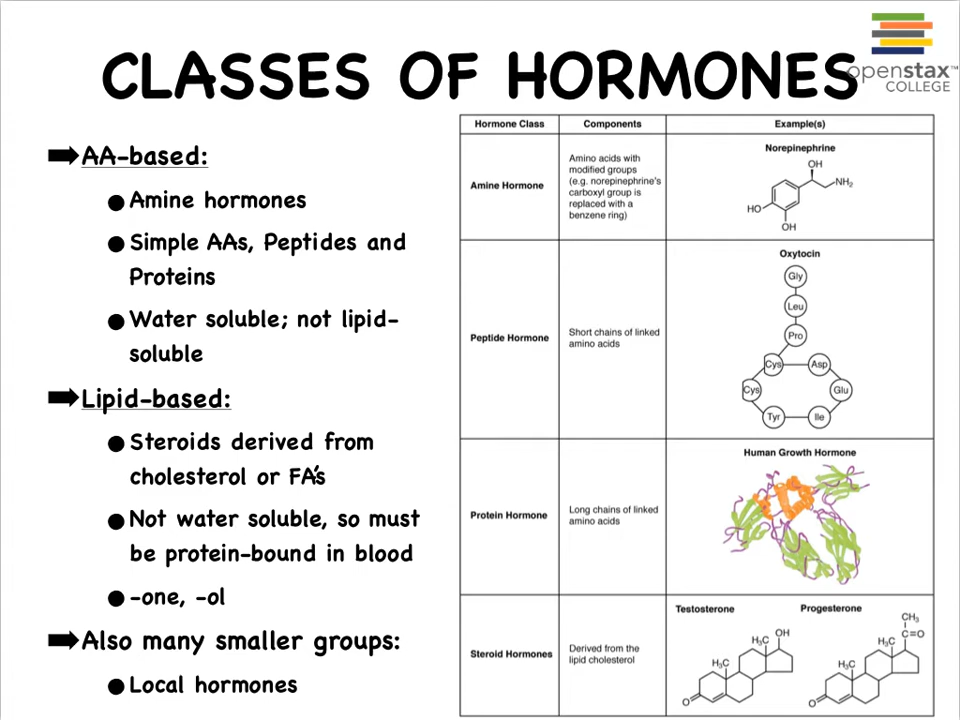 CLASSES OF HORMONES
openstax™
COLLEGE
➡AA-based:
●Amine hormones
●Simple AAs, Peptides and
Proteins
●Water soluble; not lipid-
soluble
➡Lipid-based:
●Steroids derived from
cholesterol or FA's
●Not water soluble, so must
be protein-bound in blood
●-one, -ol
➡Also many smaller groups:
●Local hormones
Hormone Class Components Example(s)
Amine Hormone
Amino acids with
modified groups
(e.g. norepinephrine's
carboxyl group is
replaced with a
benzene ring)
Norepinephrine
OH
NH₂
HO
OH
Peptide Hormone
Short chains of linked
amino acids
Oxytocin
Gly
Leu
Pro
Cys Asp
Cys Glu
Tyr Ile
Protein Hormone
Long chains of linked
amino acids
Human Growth Hormone
Steroid Hormones
Derived from the
lipid cholesterol
Testosterone
OH
H₃C
H₃C
O
Progesterone
CH₃
C=O
H₃C
H₃C
O